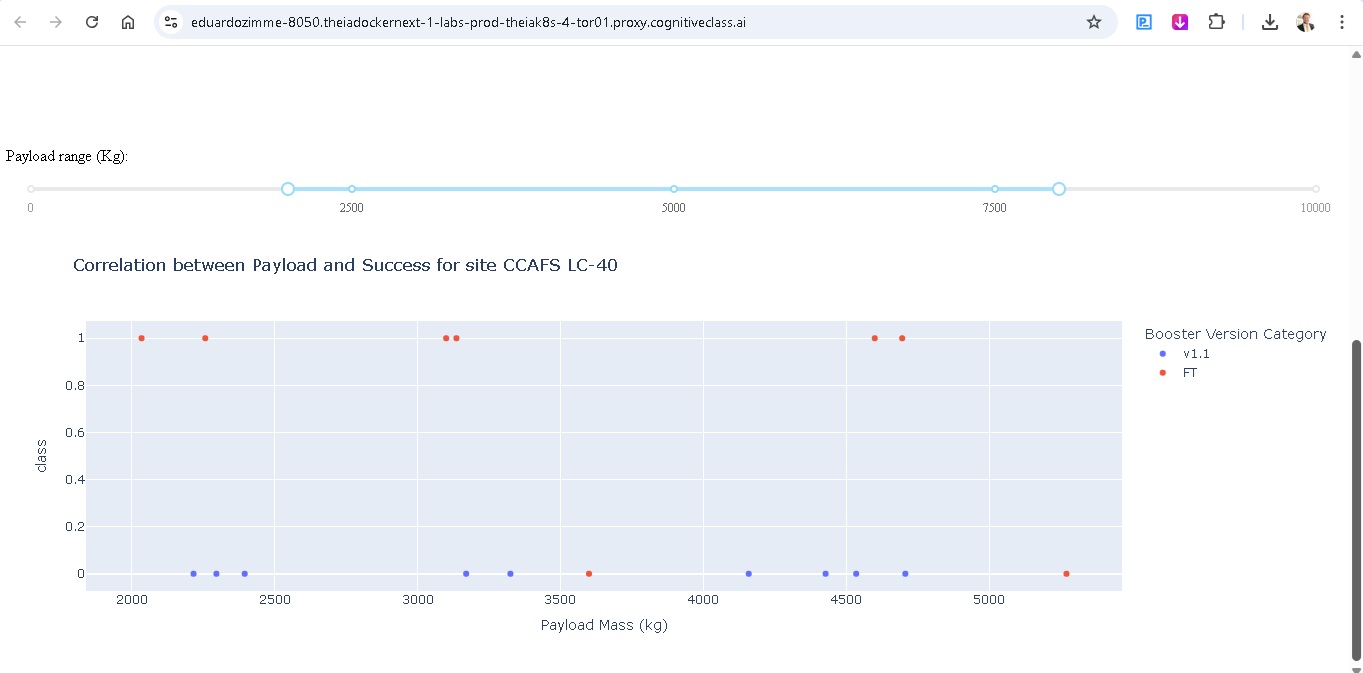 eduardozimme-8050.theiadockernext-1-labs-prod-theiak8s-4-tor01.proxy.cognitiveclass.ai
Payload range (Kg):
0 2500 5000 7500 10000
Correlation between Payload and Success for site CCAFS LC-40
Booster Version Category
v1.1
FT
1
0.8
0.6
0.4
0.2
0
class
2000 2500 3000 3500 4000 4500 5000
Payload Mass (kg)